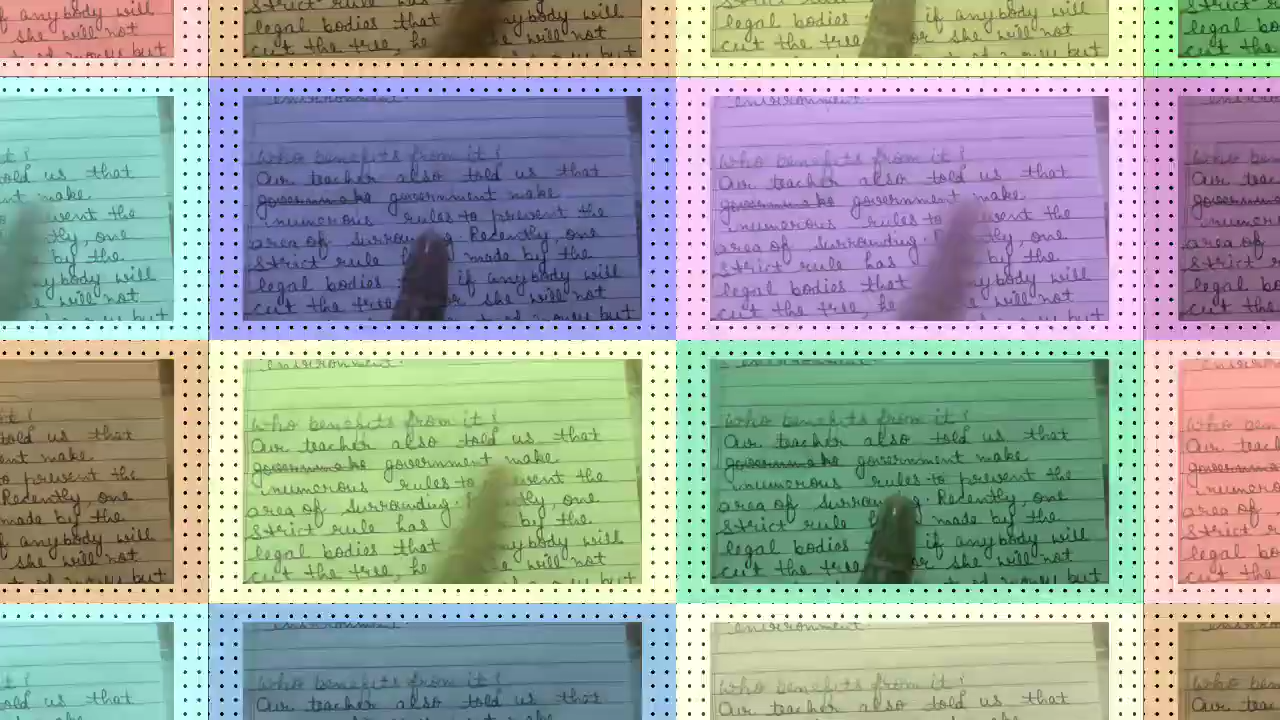 environment.
Who benefits from it?
Our teacher also told us that
government make
numerous rules to prevent the
area of surrounding. Recently, one
strict rule has made by the
legal bodies that if anybody will
cut the tree, he or she will not